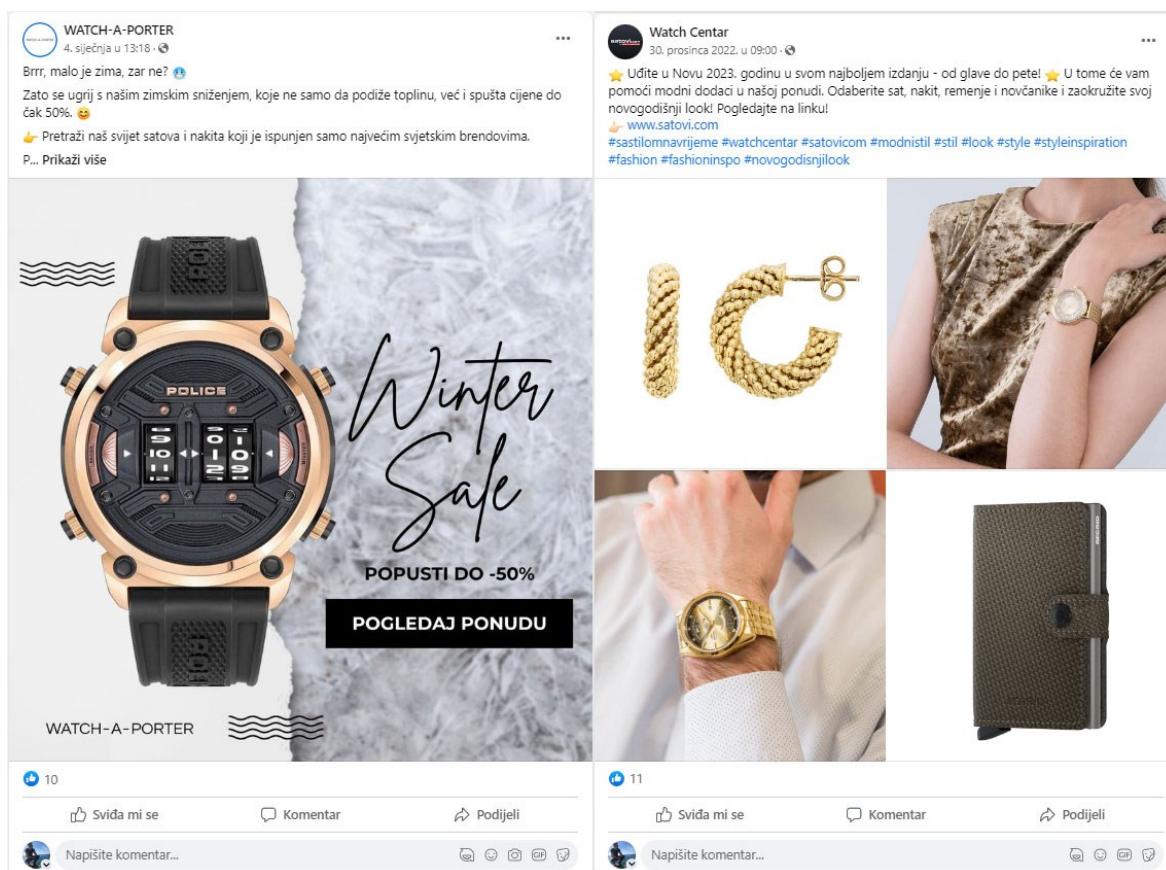 WATCH-A-PORTER
4. siječnja u 13:18 ·
Brrr, malo je zima, zar ne?
Zato se ugrij s našim zimskim sniženjem, koje ne samo da podiže toplinu, već i spušta cijene do
čak 50%.
Pretraži naš svijet satova i nakita koji je ispunjen samo najvećim svjetskim brendovima.
P... Prikaži više
POLICE
Winter
Sale
POPUSTI DO -50%
POGLEDAJ PONUDU
WATCH-A-PORTER
10
Sviđa mi se
Komentar
Podijeli
Napišite komentar...
GIF
Watch Centar
30. prosinca 2022. u 09:00 ·
Uđite u Novu 2023. godinu u svom najboljem izdanju - od glave do pete! U tome će vam
pomoći modni dodaci u našoj ponudi. Odaberite sat, nakit, remenje i novčanike i zaokružite svoj
novogodišnji look! Pogledajte na linku!
www.satovi.com
#sastilomnavrijeme #watchcentar #satovicom #modnistil #stil #look #style #styleinspiration
#fashion #fashioninspo #novogodisnjilook
11
Sviđa mi se
Komentar
Podijeli
Napišite komentar...
GIF